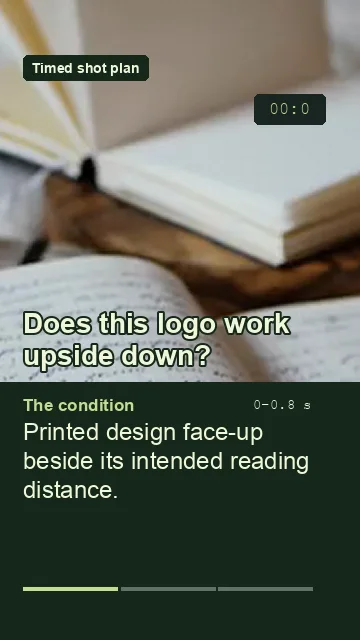 Timed shot plan
00:0
Does this logo work
upside down?
The condition
0–0.8 s
Printed design face-up
beside its intended reading
distance.